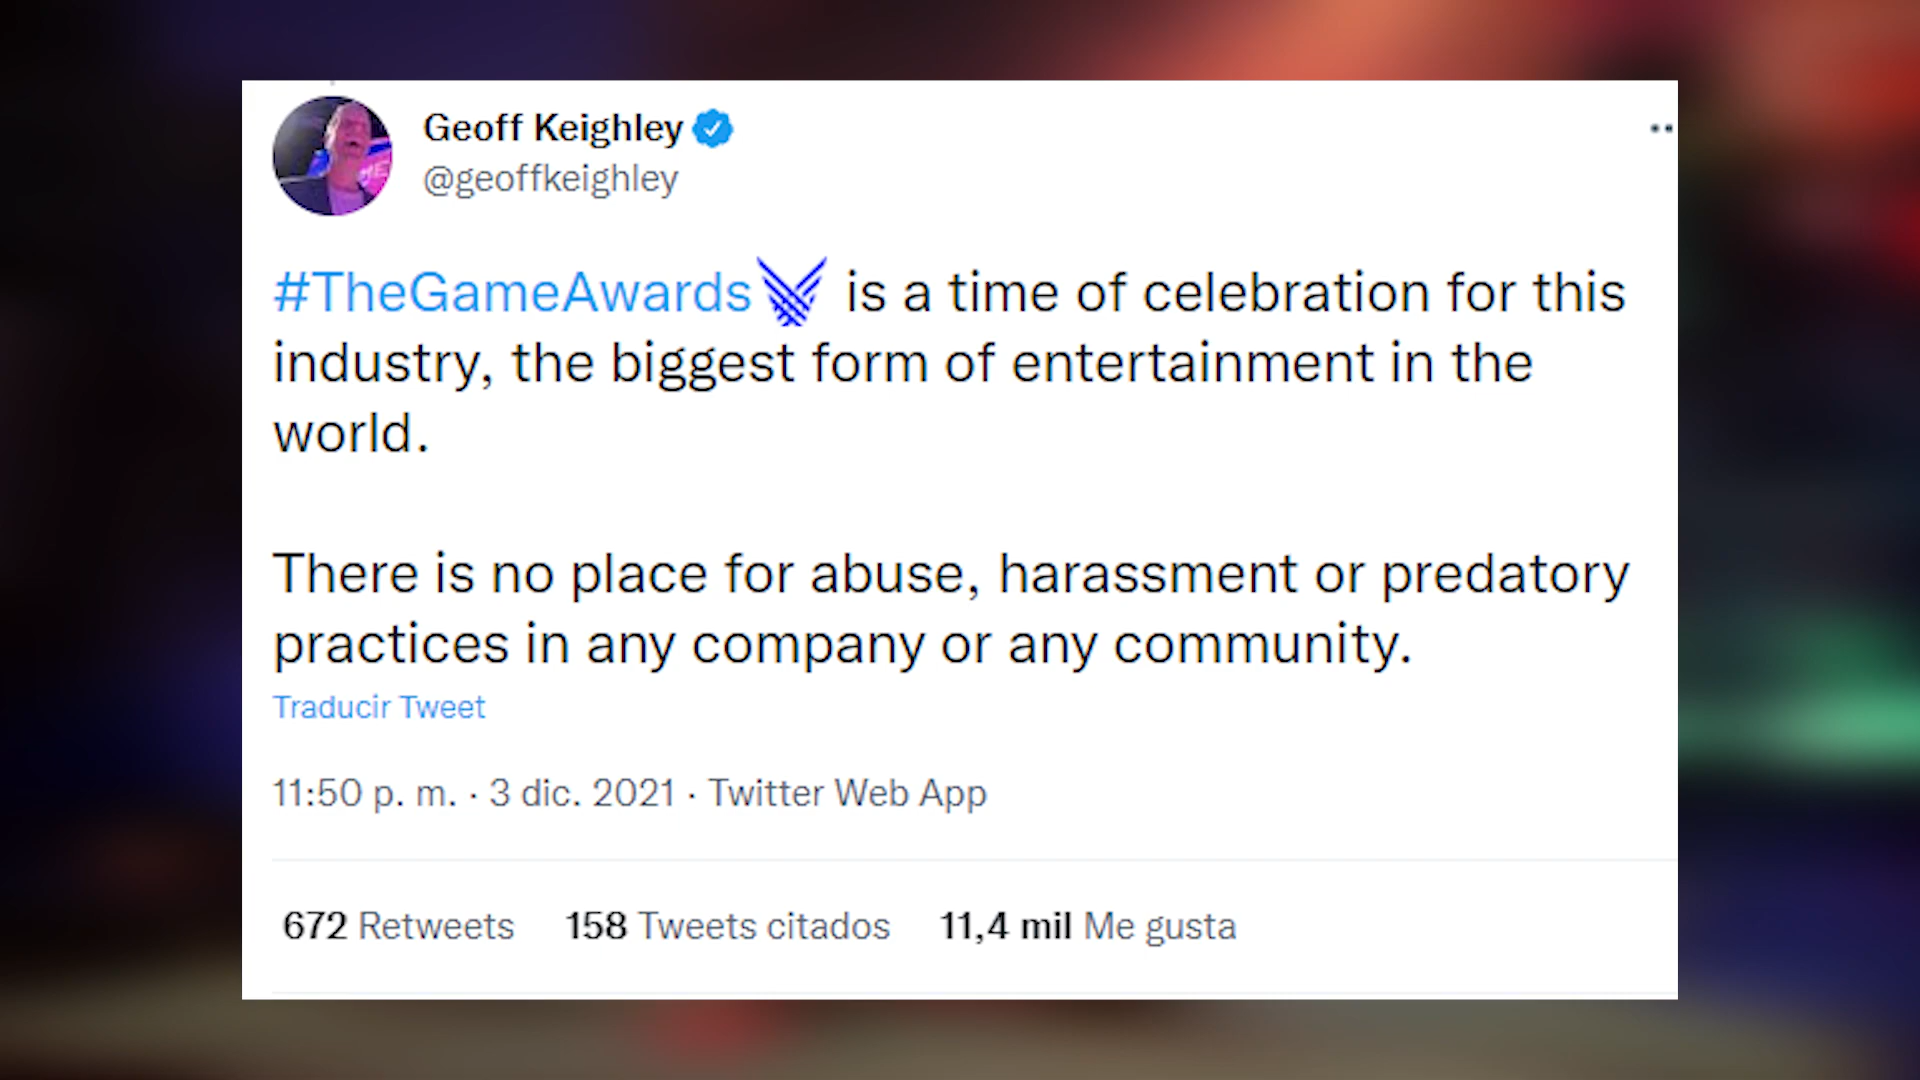 Geoff Keighley
@geoffkeighley
#TheGameAwards is a time of celebration for this
industry, the biggest form of entertainment in the
world.
There is no place for abuse, harassment or predatory
practices in any company or any community.
Traducir Tweet
11:50 p. m. · 3 dic. 2021 · Twitter Web App
672 Retweets 158 Tweets citados 11,4 mil Me gusta